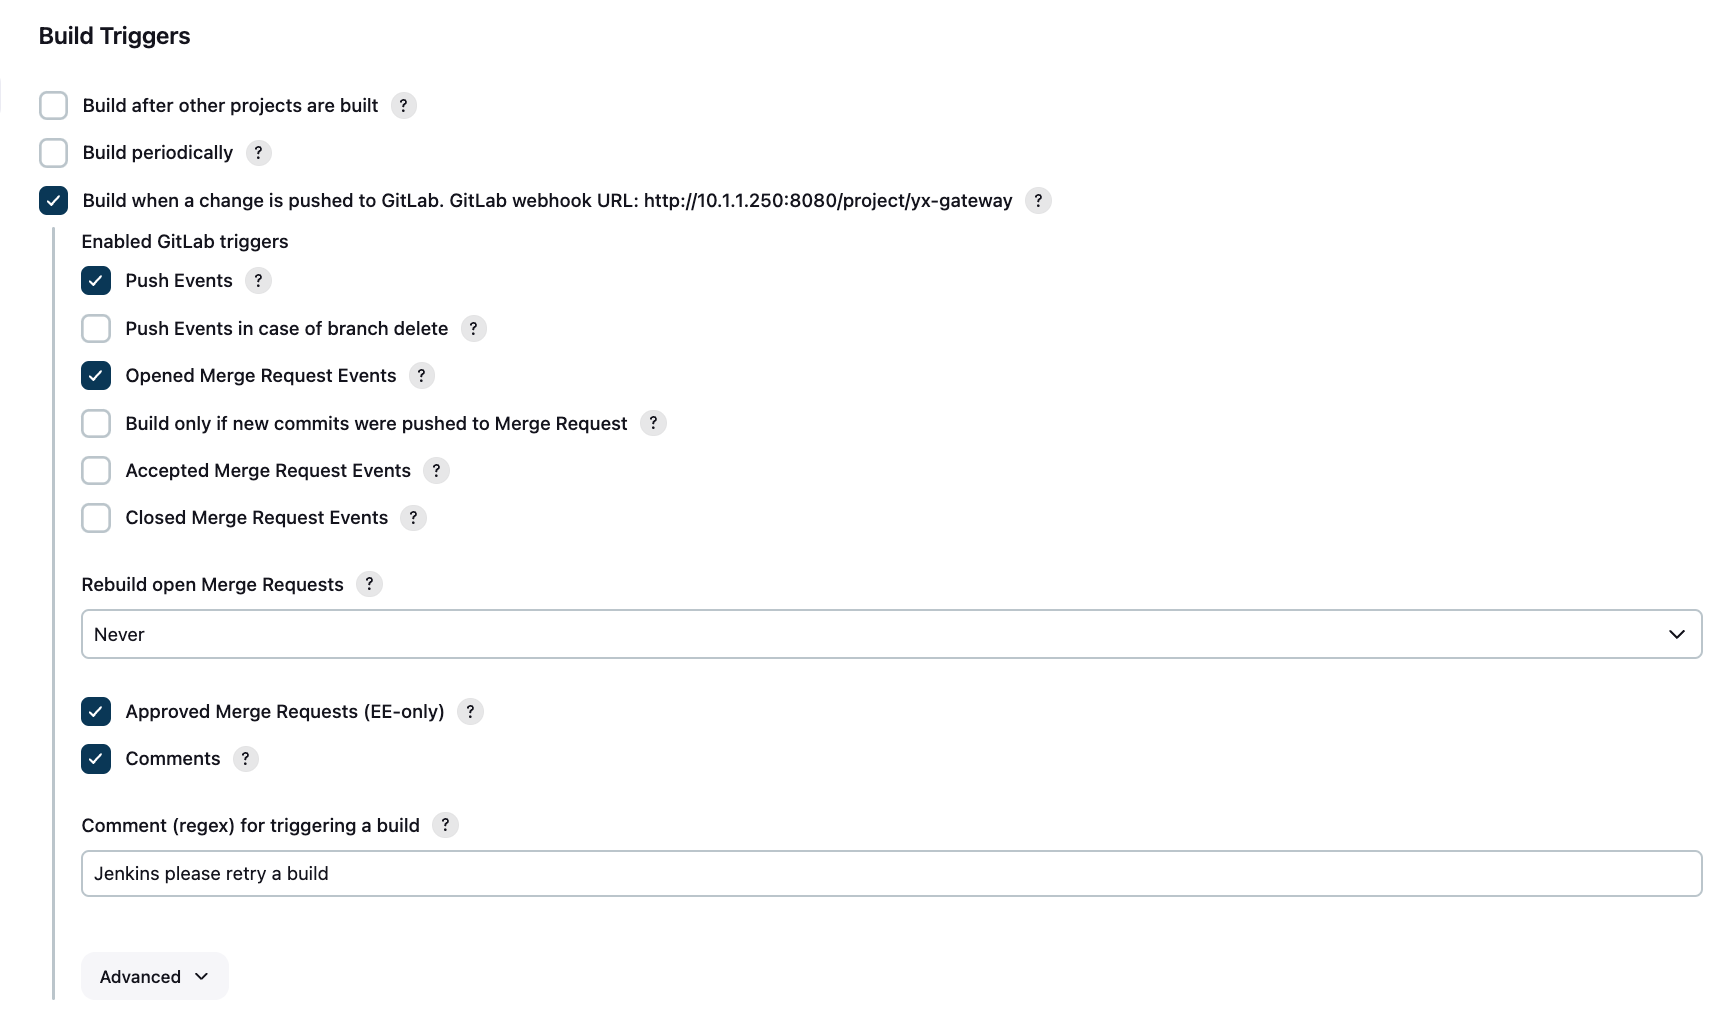 Build Triggers
Build after other projects are built ?
Build periodically ?
Build when a change is pushed to GitLab. GitLab webhook URL: http://10.1.1.250:8080/project/yx-gateway ?
Enabled GitLab triggers
Push Events ?
Push Events in case of branch delete ?
Opened Merge Request Events ?
Build only if new commits were pushed to Merge Request ?
Accepted Merge Request Events ?
Closed Merge Request Events ?
Rebuild open Merge Requests ?
Never
Approved Merge Requests (EE-only) ?
Comments ?
Comment (regex) for triggering a build ?
Jenkins please retry a build
Advanced